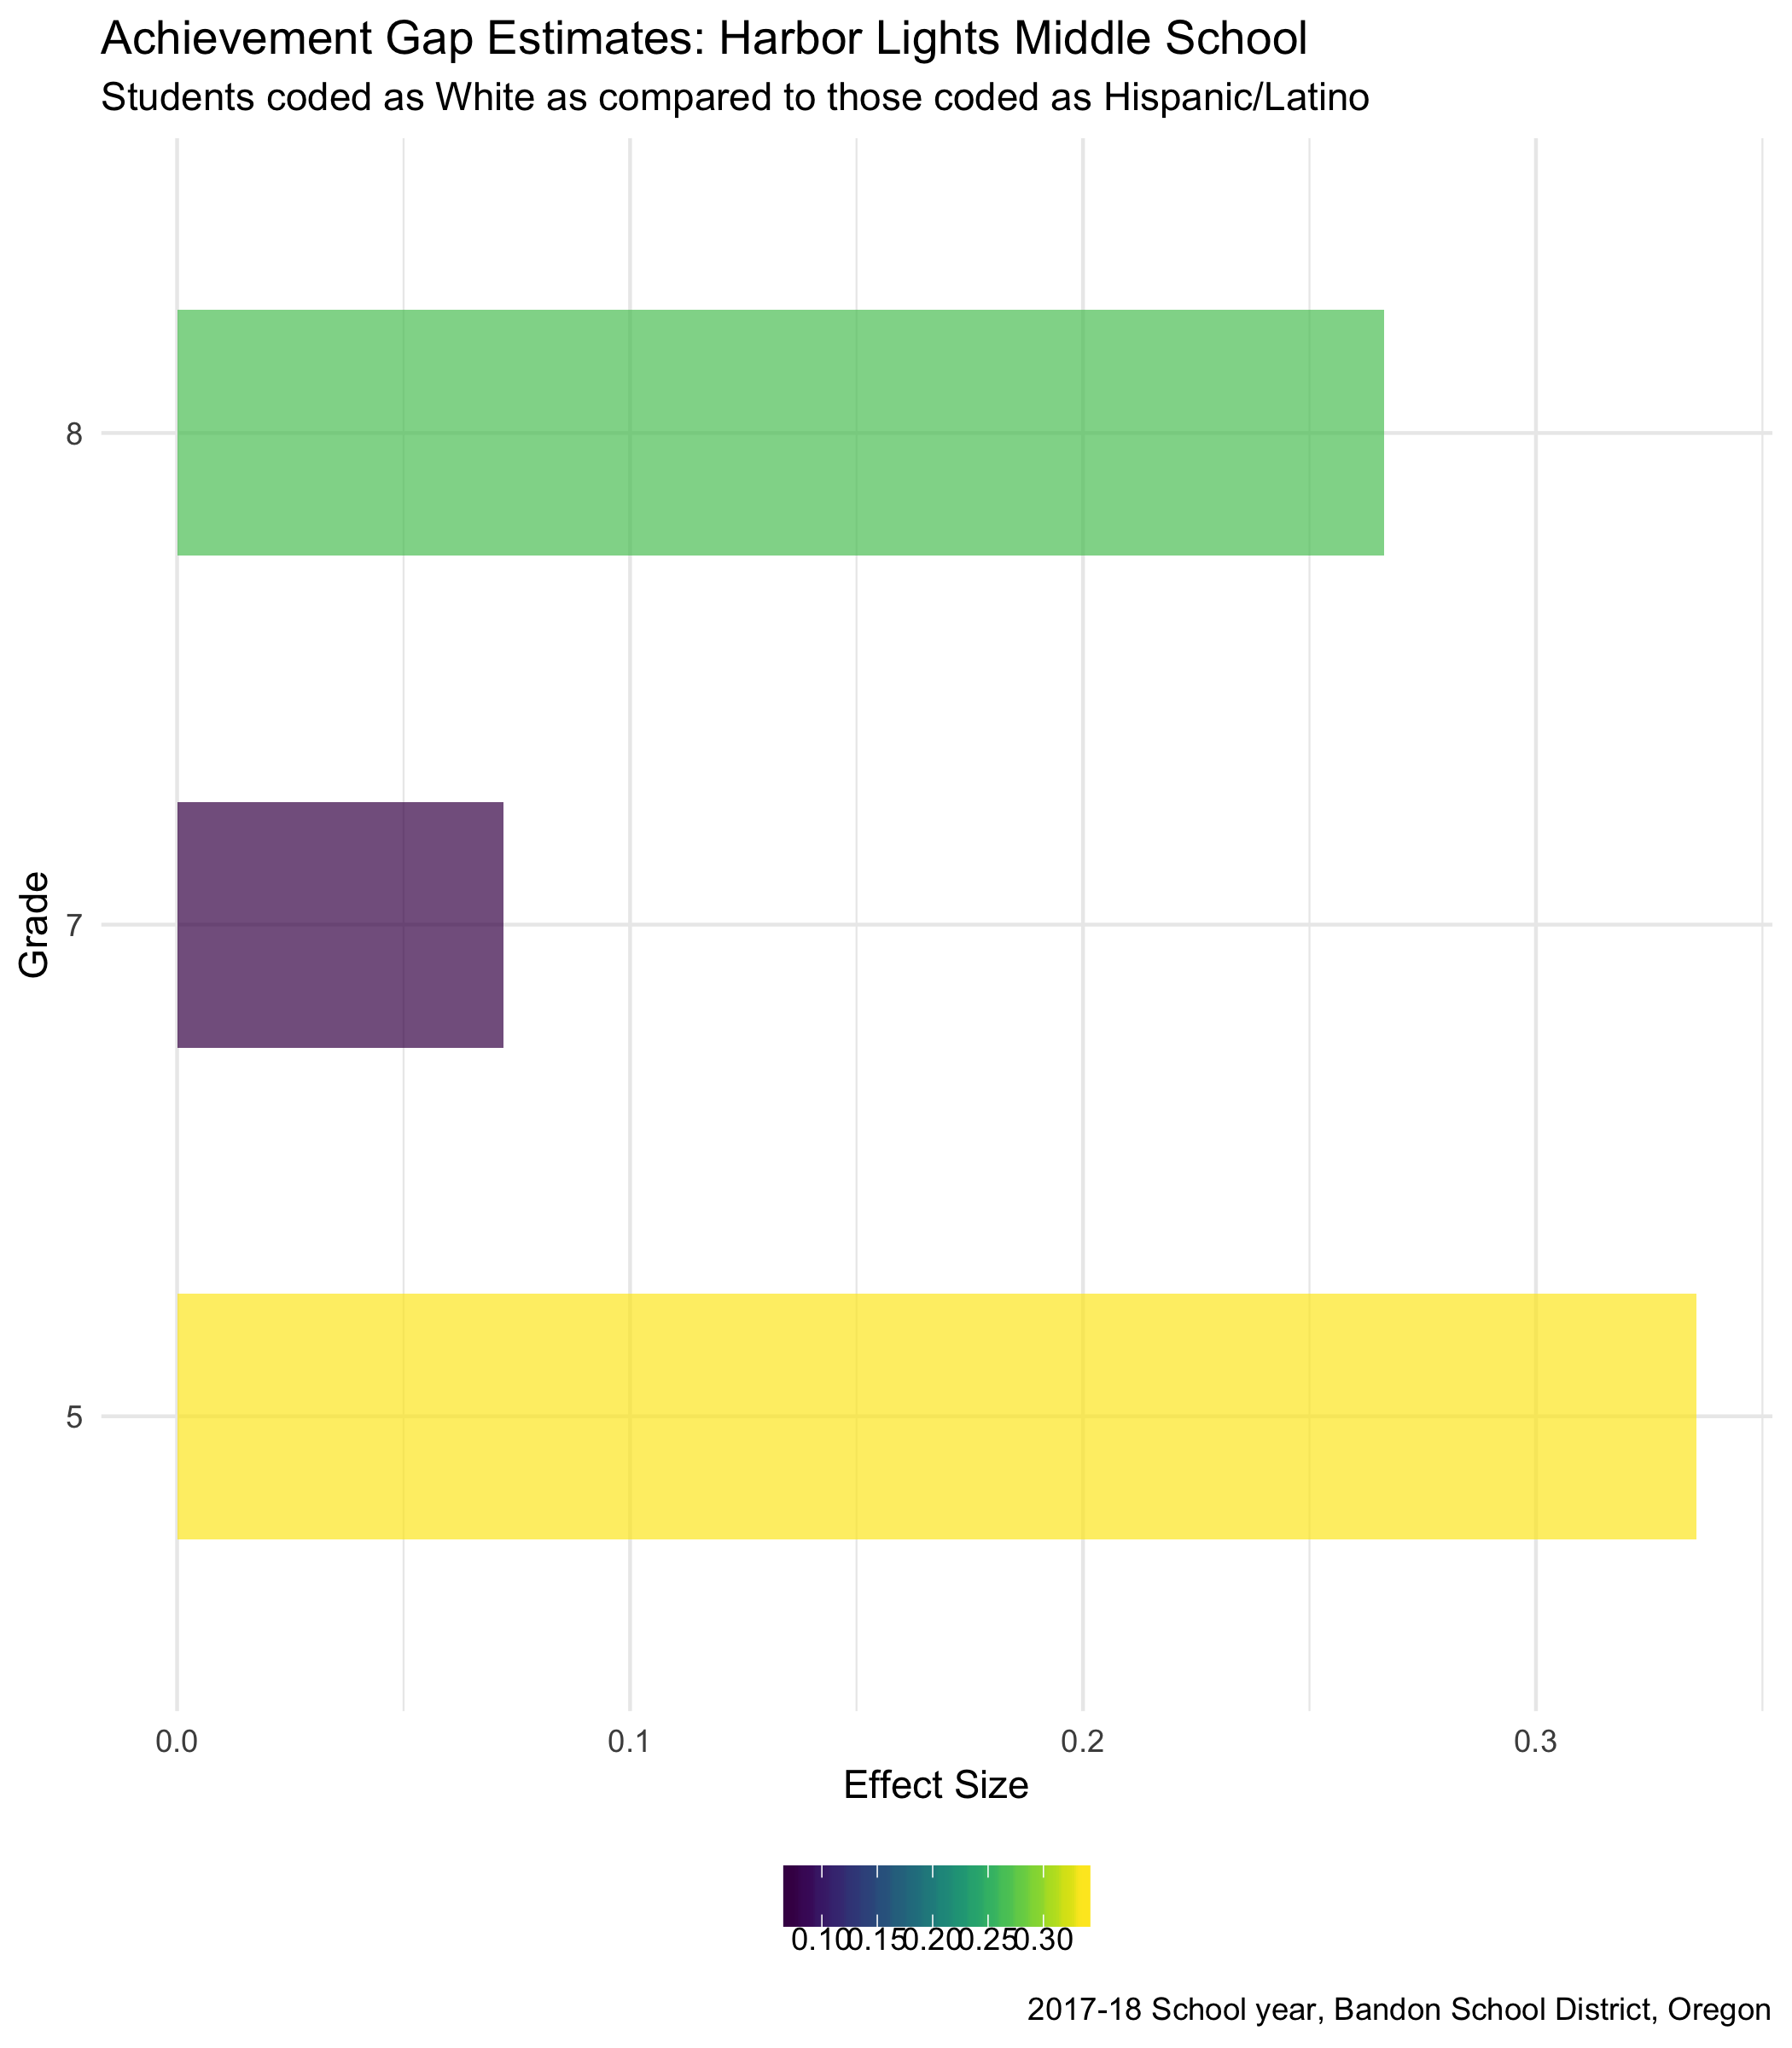 Achievement Gap Estimates: Harbor Lights Middle School
Students coded as White as compared to those coded as Hispanic/Latino
8
7
5
Grade
0.0 0.1 0.2 0.3
Effect Size
0.10 0.15 0.20 0.25 0.30
2017-18 School year, Bandon School District, Oregon